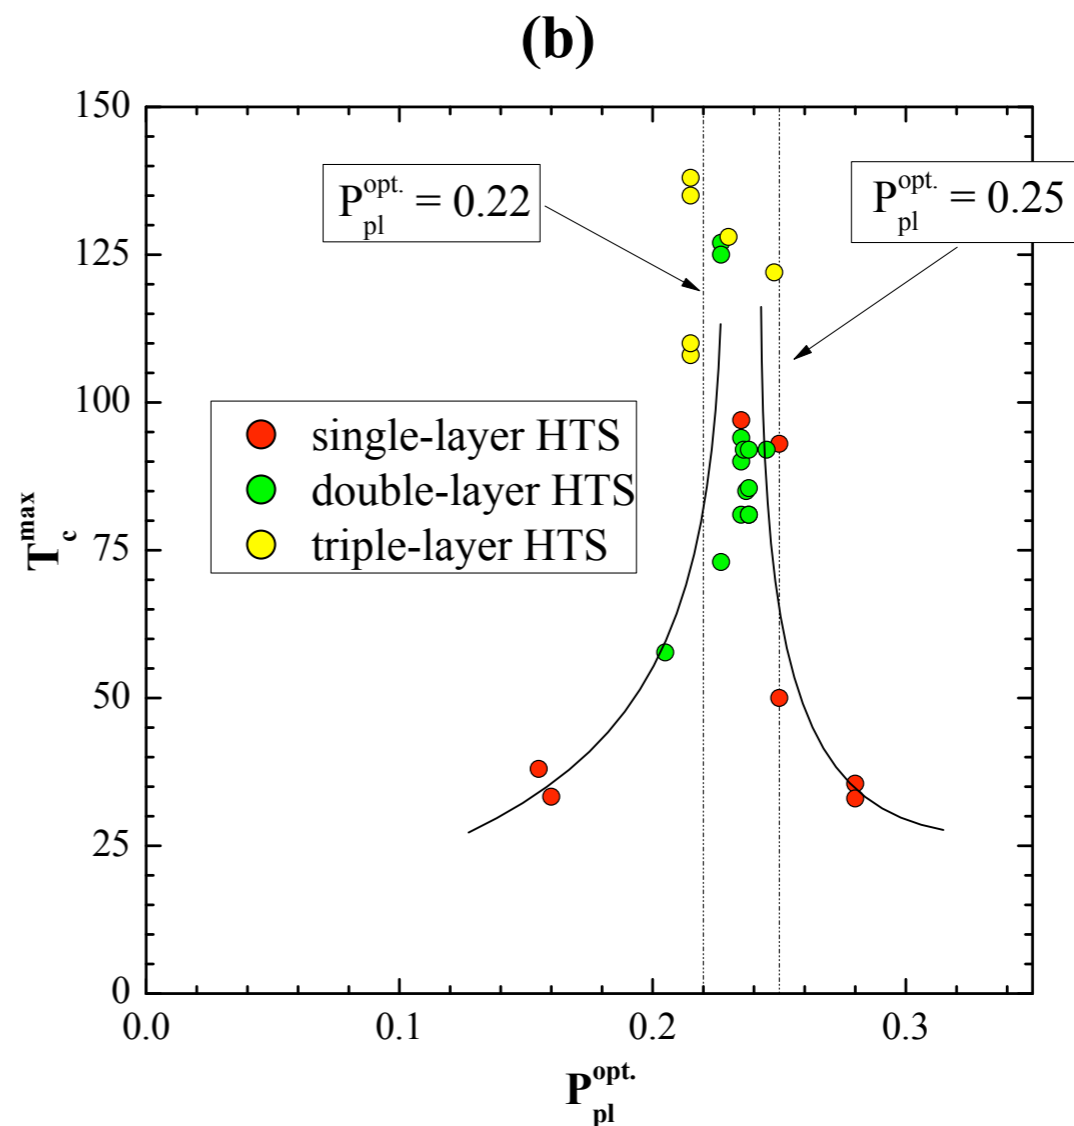 (b)
150
125
100
75
50
25
0
P_pl^opt. = 0.22
P_pl^opt. = 0.25
single-layer HTS
double-layer HTS
triple-layer HTS
T_c^max
0.0 0.1 0.2 0.3
P_pl^opt.